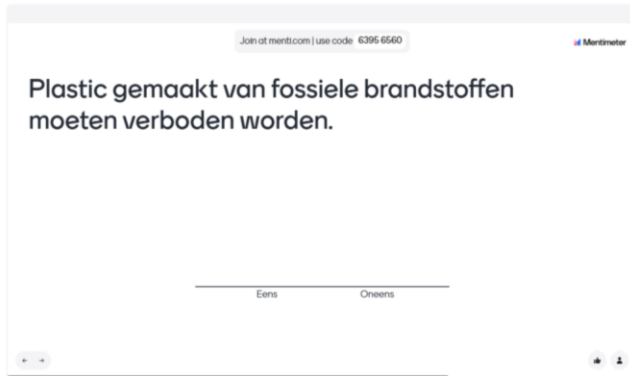 Join at menti.com | use code 6395 6560
Mentimeter
Plastic gemaakt van fossiele brandstoffen
moeten verboden worden.
Eens
Oneens